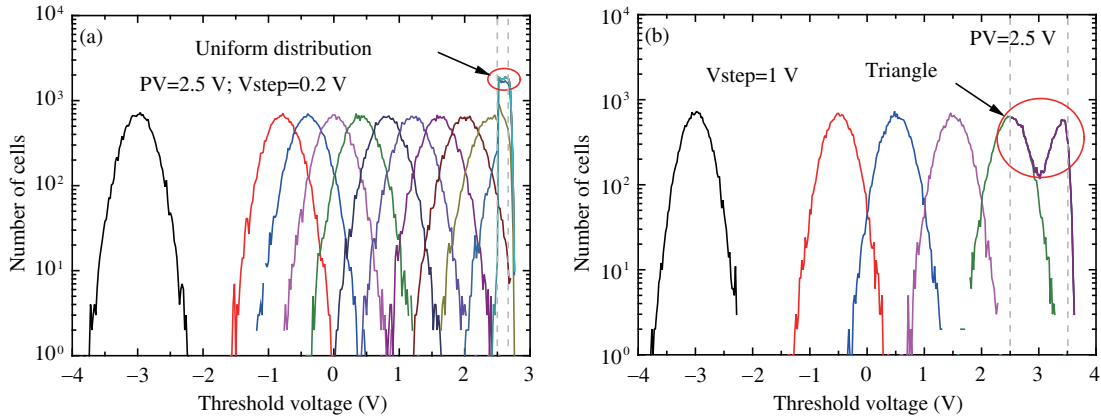 (a)
Uniform distribution
PV=2.5 V; Vstep=0.2 V
10⁴
10³
10²
10¹
10⁰
Number of cells
−4 −3 −2 −1 0 1 2 3
Threshold voltage (V)
(b)
PV=2.5 V
Vstep=1 V
Triangle
10⁴
10³
10²
10¹
10⁰
Number of cells
−4 −3 −2 −1 0 1 2 3 4
Threshold voltage (V)